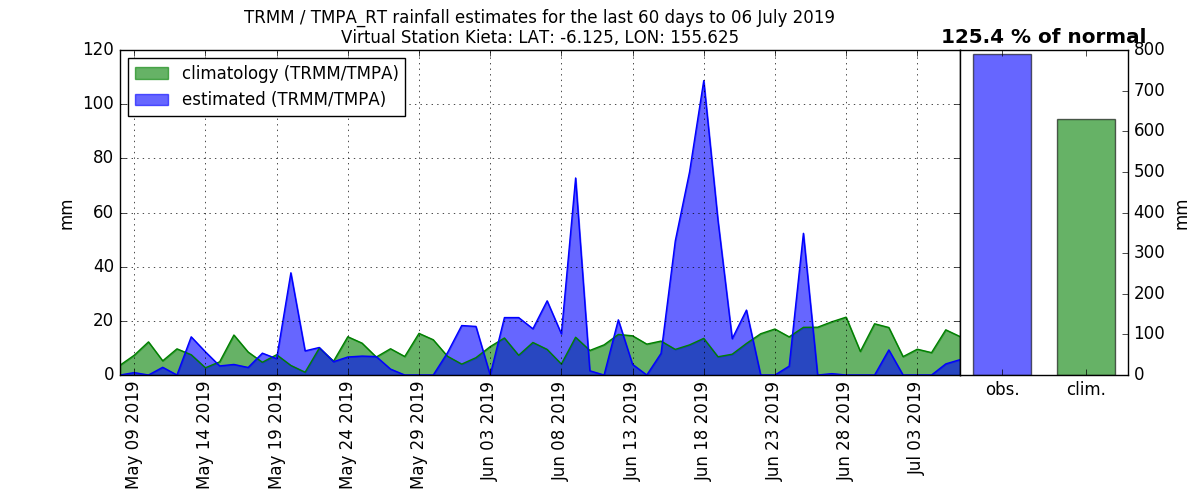 TRMM / TMPA_RT rainfall estimates for the last 60 days to 06 July 2019
Virtual Station Kieta: LAT: -6.125, LON: 155.625
125.4 % of normal
climatology (TRMM/TMPA)
estimated (TRMM/TMPA)
mm
120
100
80
60
40
20
0
May 09 2019
May 14 2019
May 19 2019
May 24 2019
May 29 2019
Jun 03 2019
Jun 08 2019
Jun 13 2019
Jun 18 2019
Jun 23 2019
Jun 28 2019
Jul 03 2019
800
700
600
500
400
300
200
100
0
mm
obs.
clim.